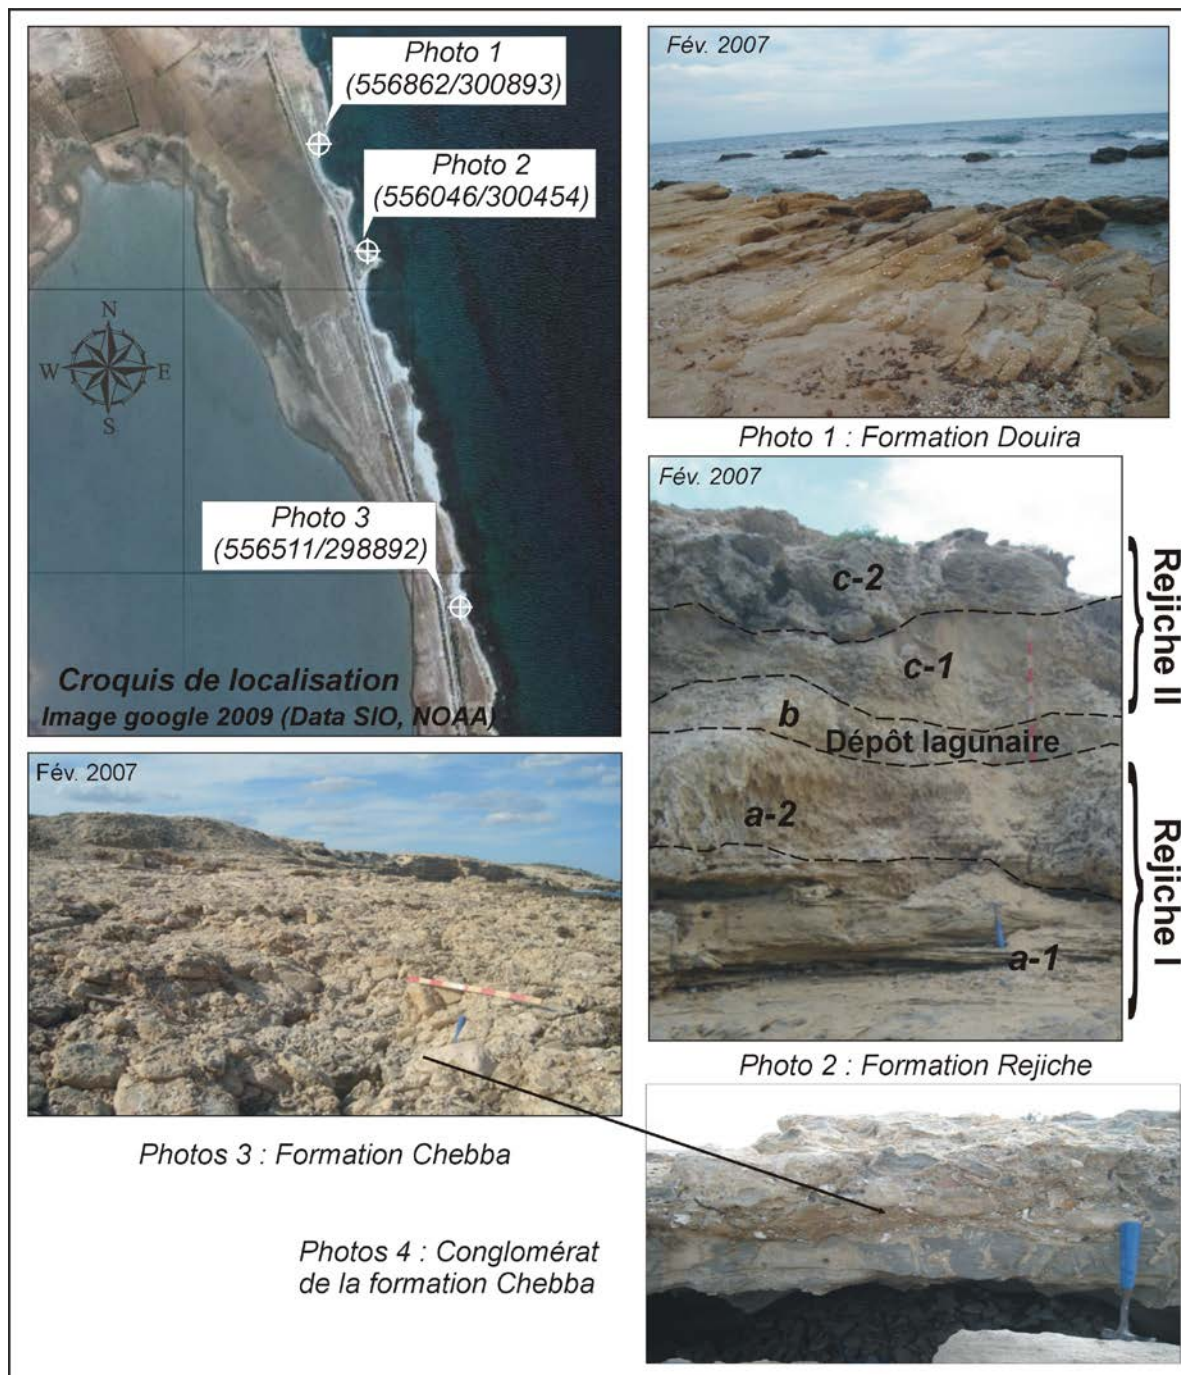 Photo 1
(556862/300893)
Photo 2
(556046/300454)
N
W E
S
Photo 3
(556511/298892)
Croquis de localisation
Image google 2009 (Data SIO, NOAA)
Fév. 2007
Photo 1 : Formation Douira
Fév. 2007
c-2
c-1
b
Dépôt lagunaire
a-2
a-1
Rejiche II
Rejiche I
Photo 2 : Formation Rejiche
Fév. 2007
Photos 3 : Formation Chebba
Photos 4 : Conglomérat
de la formation Chebba